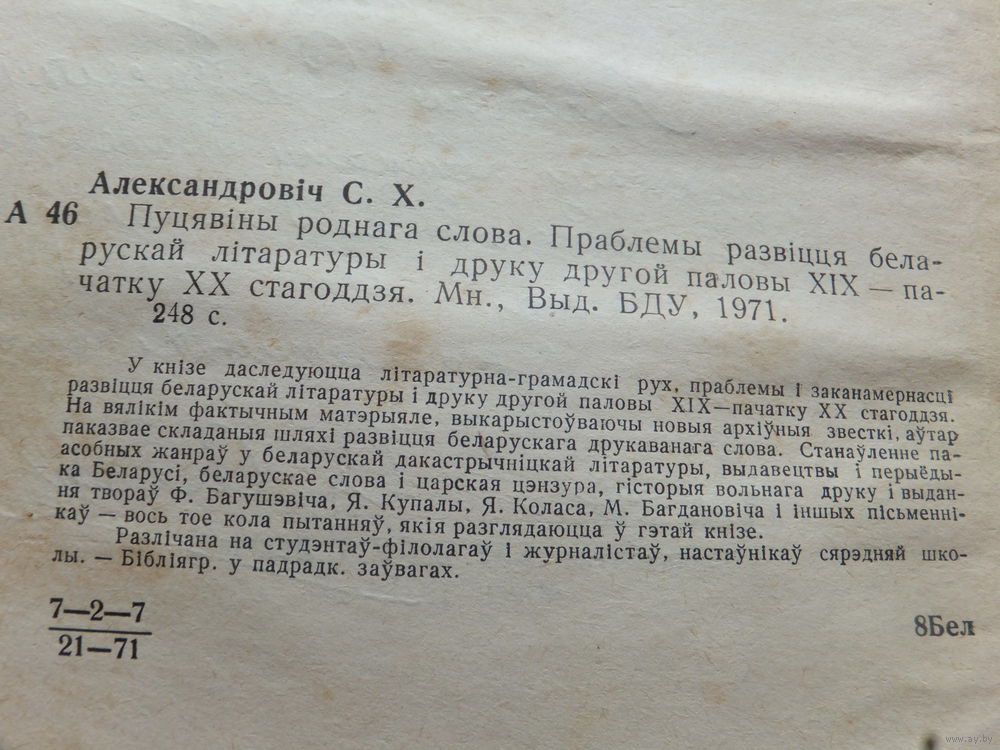 Александровіч С. Х.
А 46 Пуцявіны роднага слова. Праблемы развіцця бела-
рускай літаратуры і друку другой паловы XIX — па-
чатку XX стагоддзя. Мн., Выд. БДУ, 1971.
248 с.
У кнізе даследуюцца літаратурна-грамадскі рух, праблемы і заканамернасці
развіцця беларускай літаратуры і друку другой паловы XIX—пачатку XX стагоддзя.
На вялікім фактычным матэрыяле, выкарыстоўваючы новыя архіўныя звесткі, аўтар
паказвае складаныя шляхі развіцця беларускага друкаванага слова. Станаўленне па-
асобных жанраў у беларускай дакастрычніцкай літаратуры, выдавецтвы і перыёды-
ка Беларусі, беларускае слова і царская цэнзура, гісторыя вольнага друку і выдан-
ня твораў Ф. Багушэвіча, Я. Купалы, Я. Коласа, М. Багдановіча і іншых пісьменні-
каў — вось тое кола пытанняў, якія разглядаюцца ў гэтай кнізе.
Разлічана на студэнтаў-філолагаў і журналістаў, настаўнікаў сярэдняй шко-
лы. — Бібліягр. у падрадк. заўвагах.
7—2—7
21—71
8Бел
www.ay.by